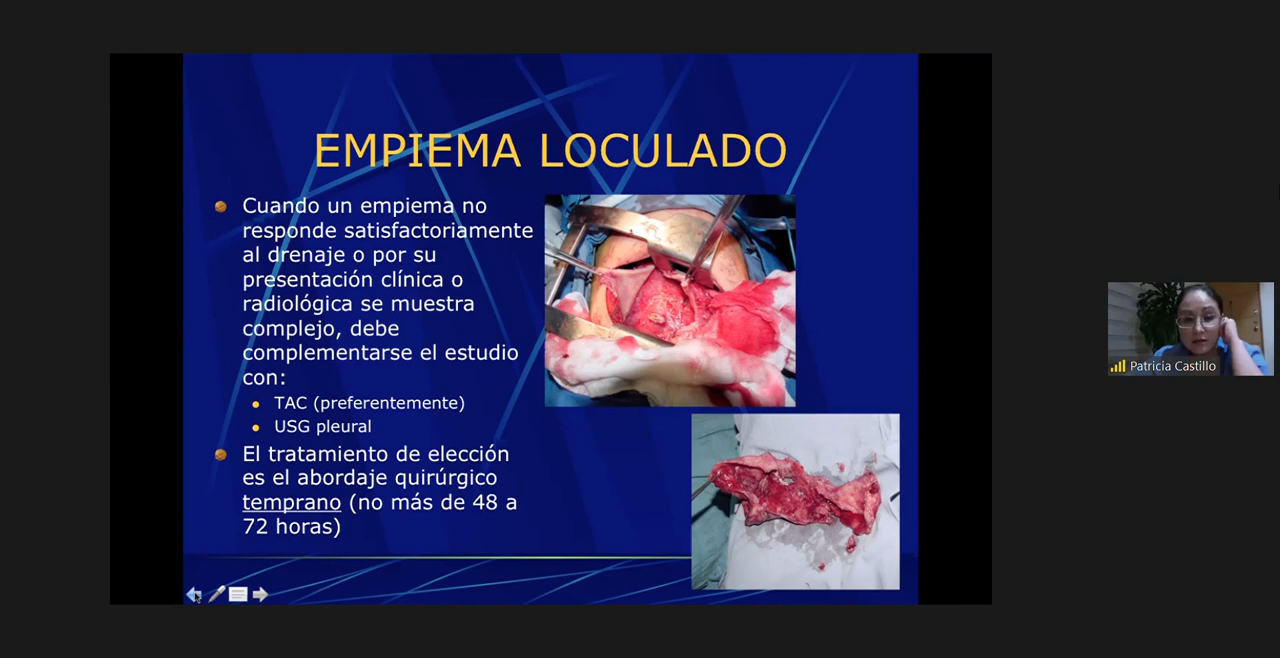 EMPIEMA LOCULADO
Cuando un empiema no
responde satisfactoriamente
al drenaje o por su
presentación clínica o
radiológica se muestra
complejo, debe
complementarse el estudio
con:
TAC (preferentemente)
USG pleural
El tratamiento de elección
es el abordaje quirúrgico
temprano (no más de 48 a
72 horas)
Patricia Castillo